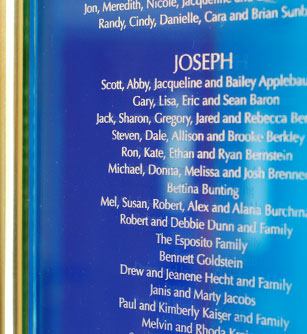 Jon, Meredith, Nicole, Jacqueline and
Randy, Cindy, Danielle, Cara and Brian
JOSEPH
Scott, Abby, Jacqueline and Bailey
Gary, Lisa, Eric and Sean Baron
Jack, Sharon, Gregory, Jared and Rebecca
Steven, Dale, Allison and Brooke Berkley
Ron, Kate, Ethan and Ryan Bernstein
Michael, Donna, Melissa and Josh
Bettina Bunting
Mel, Susan, Robert, Alex and Alana
Robert and Debbie Dunn and Family
The Esposito Family
Bennett Goldstein
Drew and Jeanene Hecht and Family
Janis and Marty Jacobs
Paul and Kimberly Kaiser and Family
Melvin and Rhoda